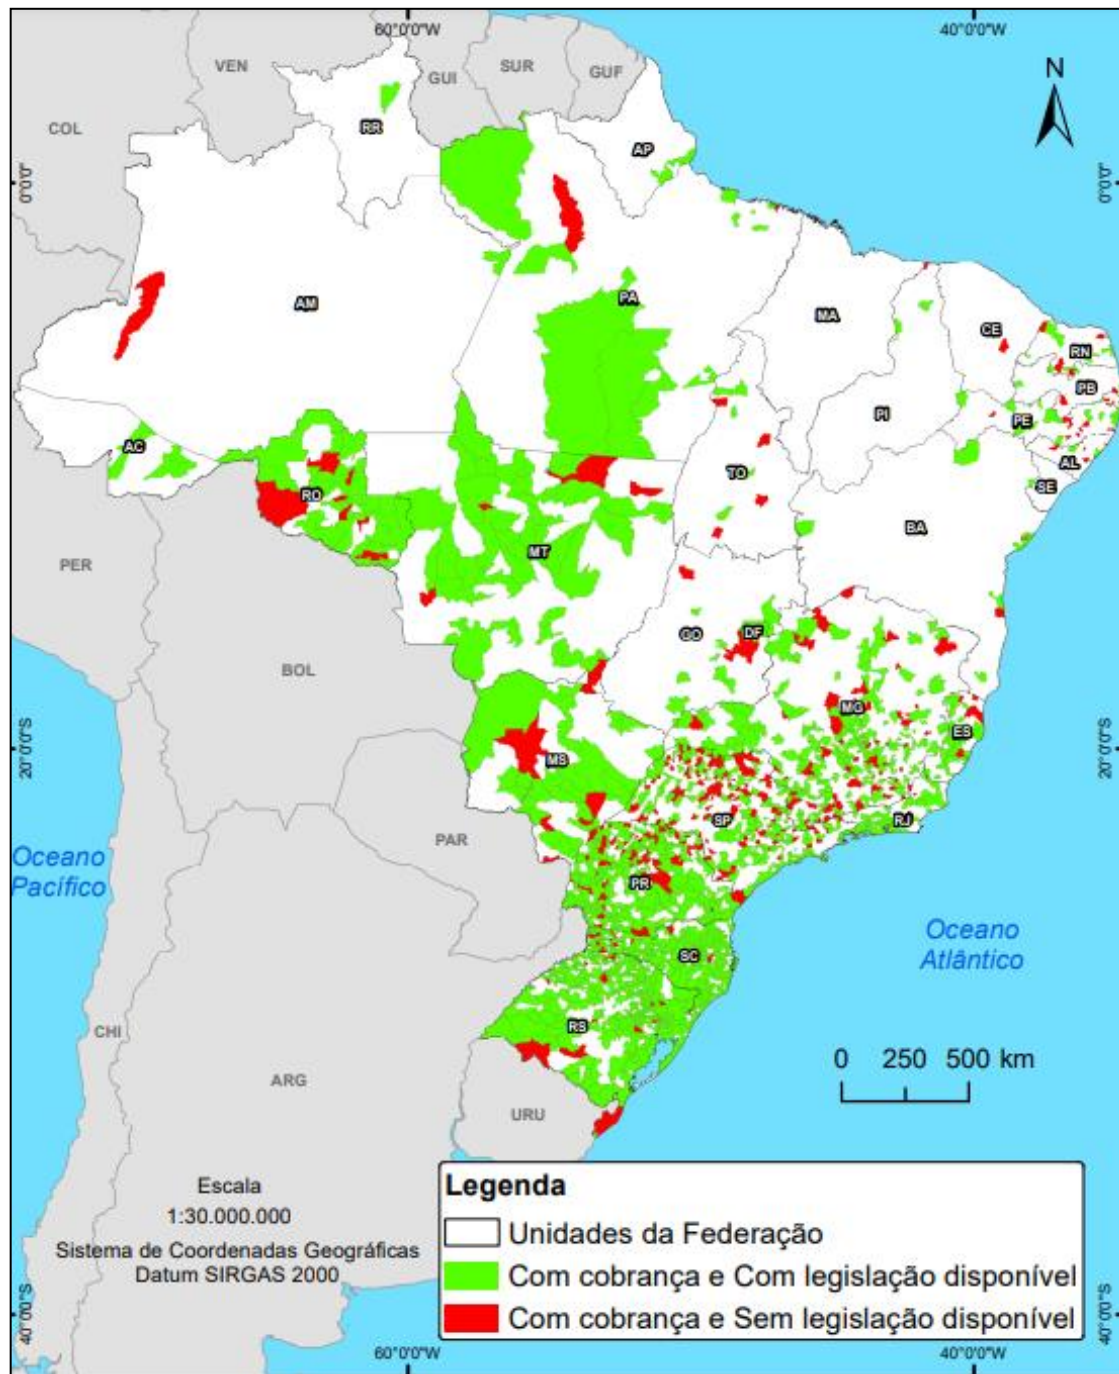 60°0'0"W
40°0'0"W
VEN
GUI
SUR
GUF
N
COL
RR
AP
0°0'0"
0°0'0"
AM
PA
MA
CE
RN
PB
PI
PE
AC
AL
TO
SE
RO
BA
PER
MT
GO
DF
BOL
MG
ES
20°0'0"S
20°0'0"S
MS
SP
RJ
PAR
Oceano
Pacífico
PR
Oceano
Atlântico
SC
RS
CHI
0 250 500 km
ARG
URU
Escala
1:30.000.000
Sistema de Coordenadas Geográficas
Datum SIRGAS 2000
Legenda
Unidades da Federação
Com cobrança e Com legislação disponível
Com cobrança e Sem legislação disponível
40°0'0"S
40°0'0"S
60°0'0"W
40°0'0"W